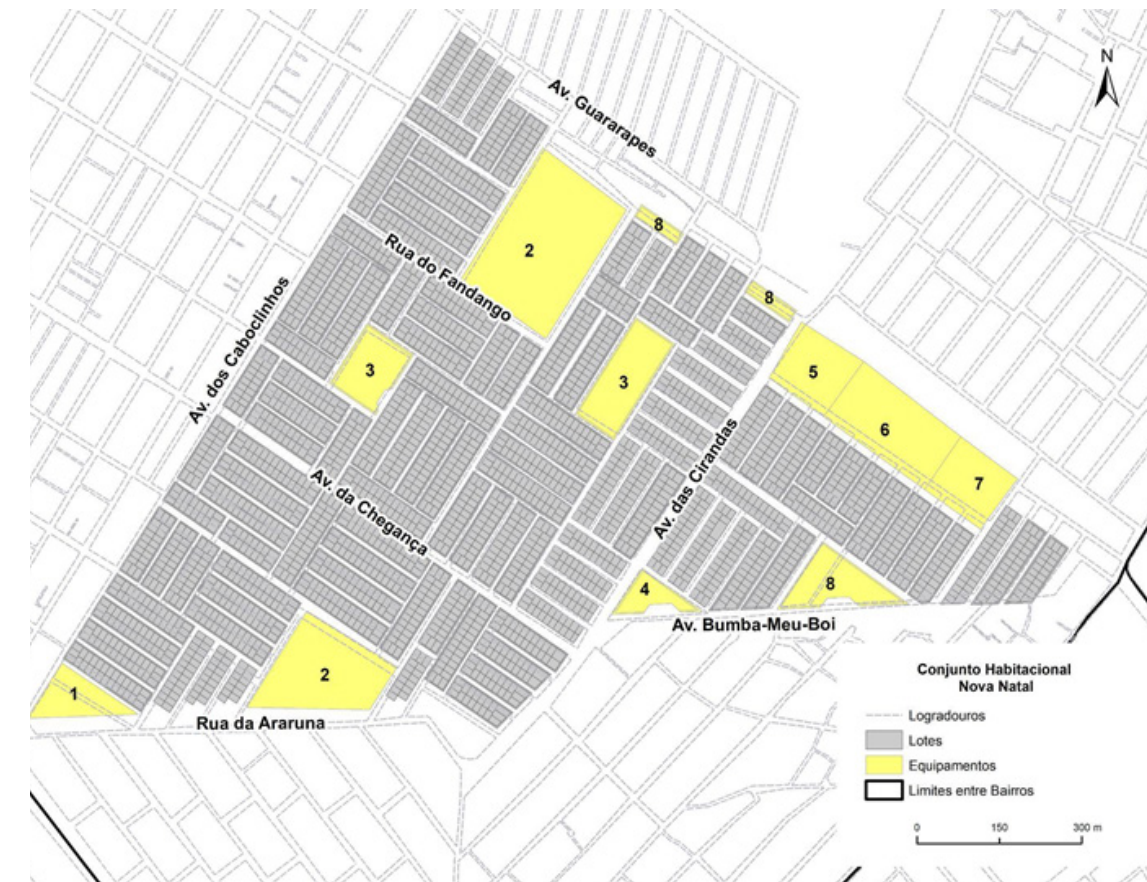 N
Av. Guararapes
8
2
Rua do Fandango
8
Av. dos Caboclinhos
3
3
5
6
7
Av. das Cirandas
Av. da Chegança
4
8
Av. Bumba-Meu-Boi
2
1
Rua da Araruna
Conjunto Habitacional
Nova Natal
Logradouros
Lotes
Equipamentos
Limites entre Bairros
0 150 300 m